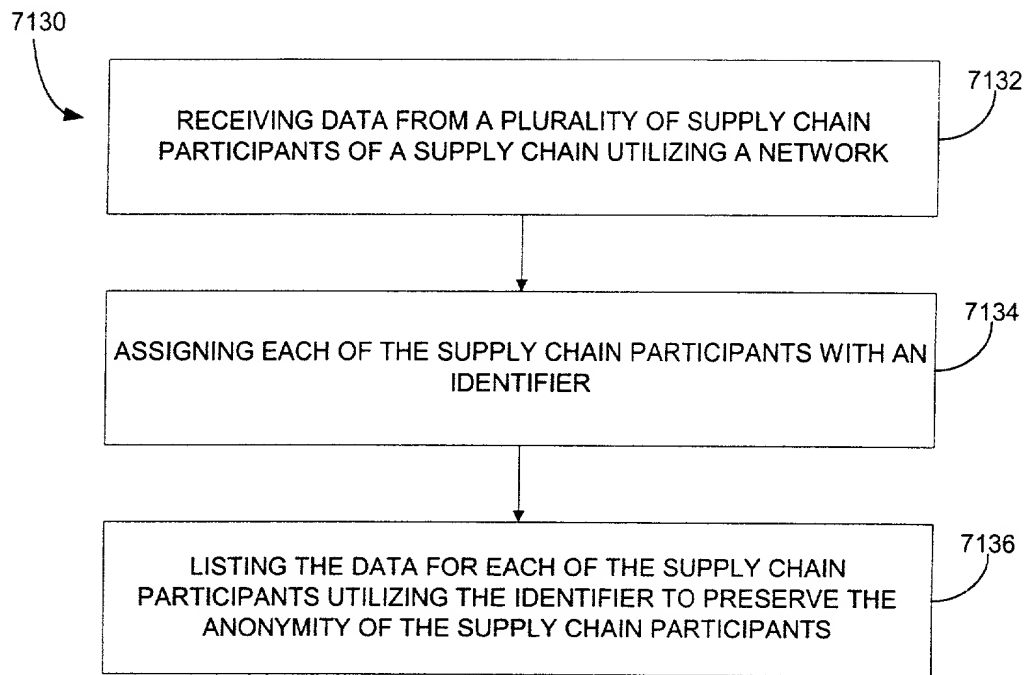 7130
7132
RECEIVING DATA FROM A PLURALITY OF SUPPLY CHAIN
PARTICIPANTS OF A SUPPLY CHAIN UTILIZING A NETWORK
7134
ASSIGNING EACH OF THE SUPPLY CHAIN PARTICIPANTS WITH AN
IDENTIFIER
7136
LISTING THE DATA FOR EACH OF THE SUPPLY CHAIN
PARTICIPANTS UTILIZING THE IDENTIFIER TO PRESERVE THE
ANONYMITY OF THE SUPPLY CHAIN PARTICIPANTS